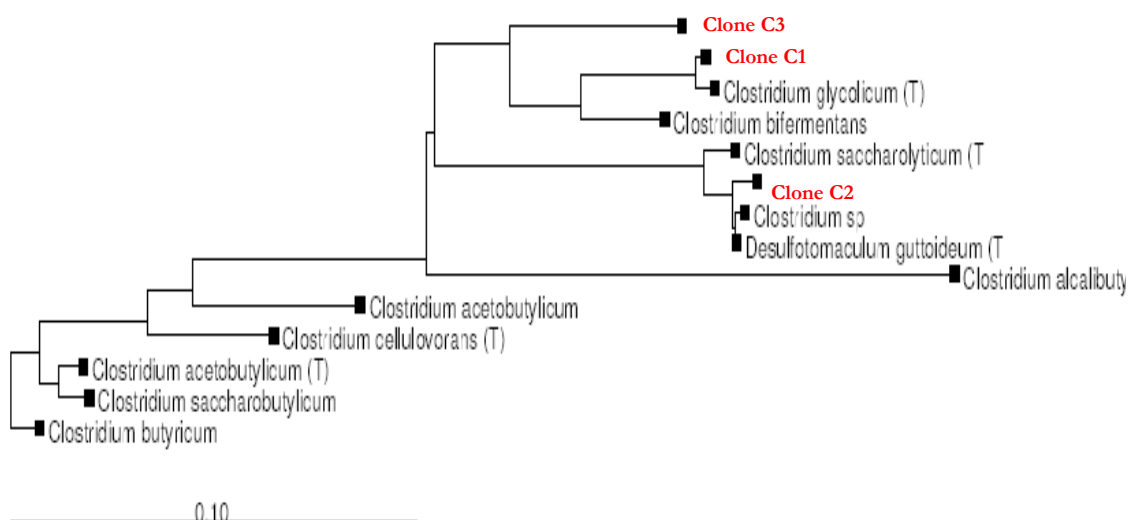 Clone C3
Clone C1
Clostridium glycolicum (T)
Clostridium bifermentans
Clostridium saccharolyticum (T
Clone C2
Clostridium sp
Desulfotomaculum guttoideum (T
Clostridium alcalibuty
Clostridium acetobutylicum
Clostridium cellulovorans (T)
Clostridium acetobutylicum (T)
Clostridium saccharobutylicum
Clostridium butyricum
0.10